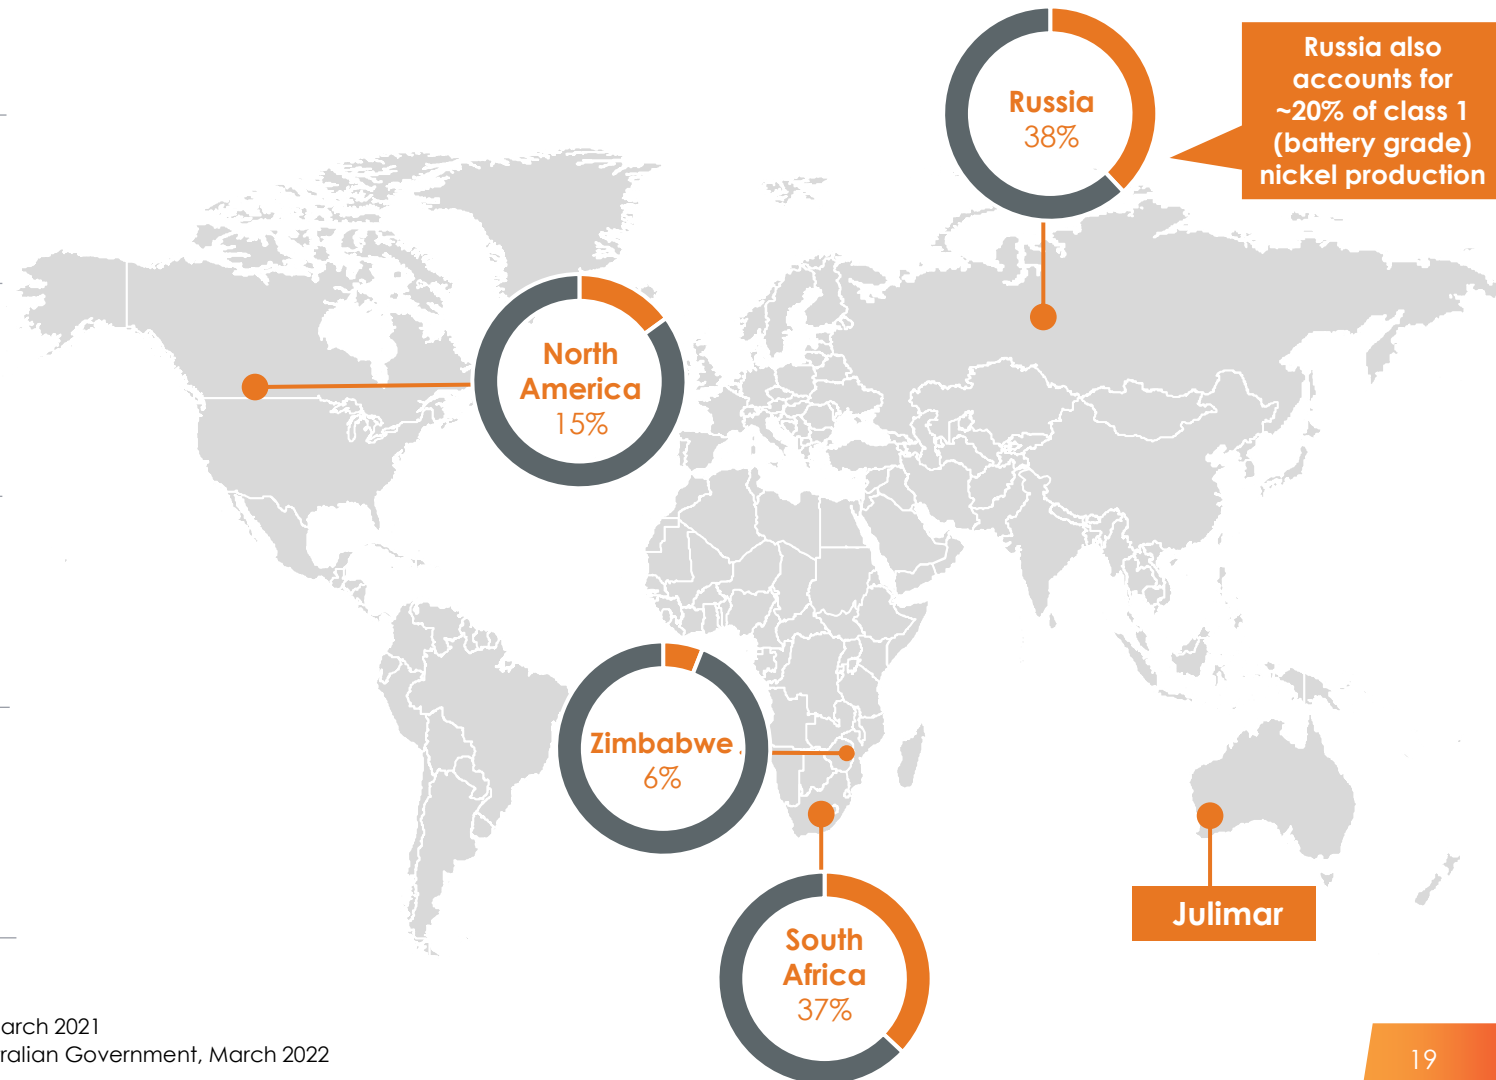 Russia
38%
Russia also
accounts for
~20% of class 1
(battery grade)
nickel production
North
America
15%
Zimbabwe
6%
South
Africa
37%
Julimar
arch 2021
ralian Government, March 2022
19